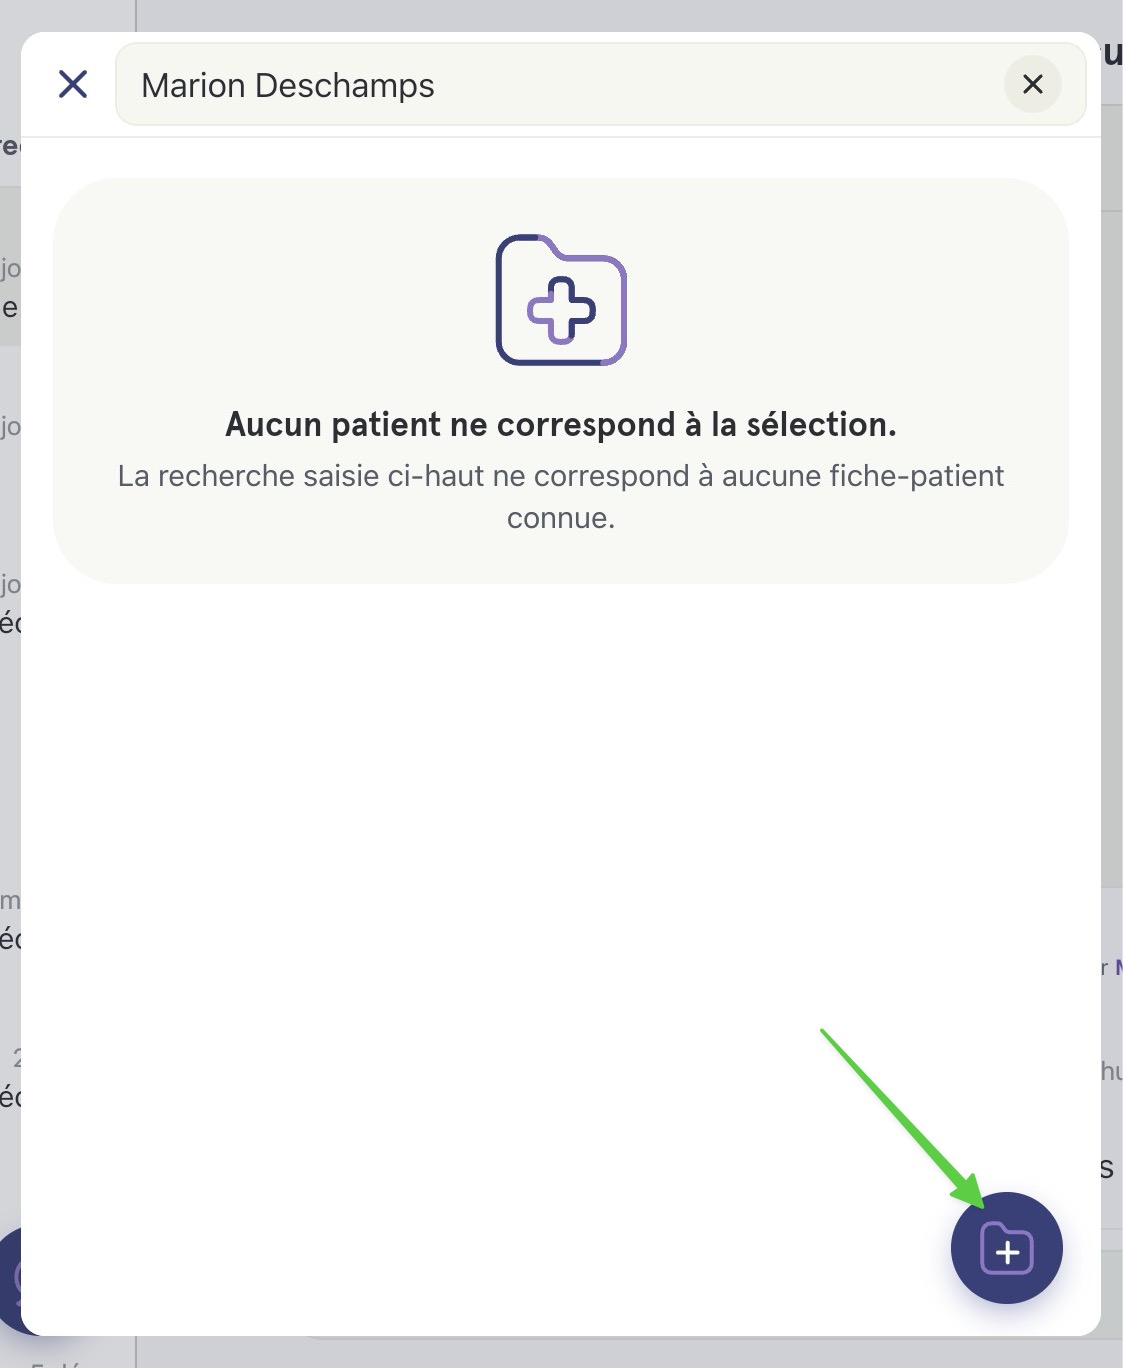 Marion Deschamps
Aucun patient ne correspond à la sélection.
La recherche saisie ci-haut ne correspond à aucune fiche-patient
connue.